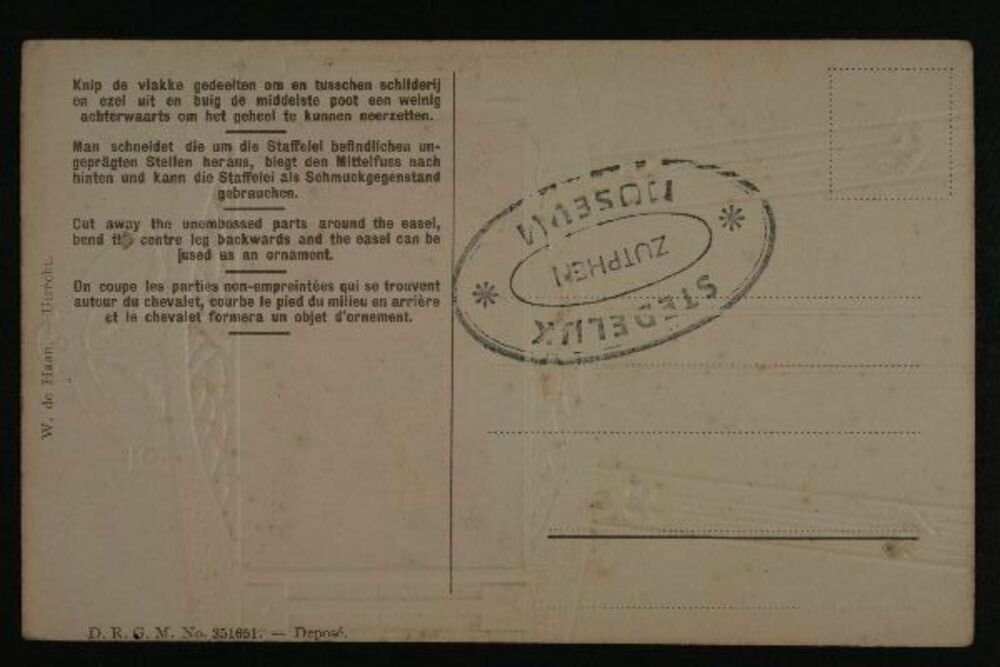 Knip de vlakke gedeelten om en tusschen schilderij
en ezel uit en buig de middelste poot een weinig
achterwaarts om het geheel te kunnen neerzetten.
Man schneidet die um die Staffelei befindlichen un-
geprägten Stellen heraus, biegt den Mittelfuss nach
hinten und kann die Staffelei als Schmuckgegenstand
gebrauchen.
Cut away the unembossed parts around the easel,
bend the centre leg backwards and the easel can be
[used as an ornament.
On coupe les parties non-empreintées qui se trouvent
autour du chevalet, courbe le pied du milieu en arrière
et le chevalet formera un objet d'ornement.
W. de Haan, Utrecht.
D. R. G. M. No. 351651. — Deposé.
STEDELIJK
ZUTPHEN
MUSEUM